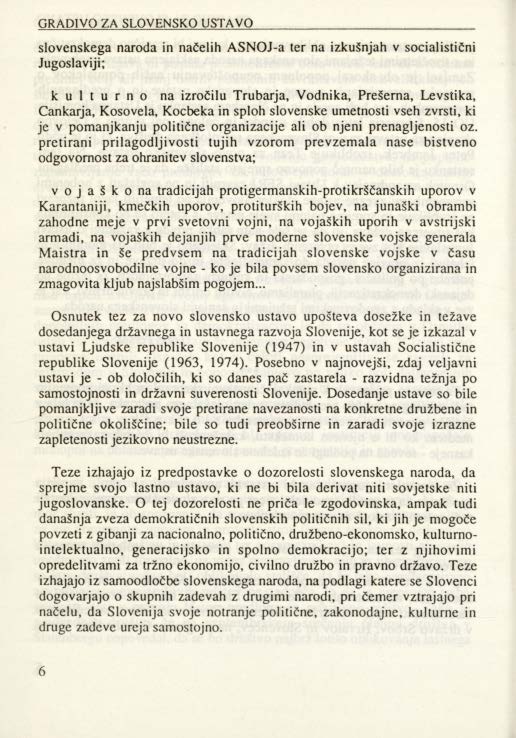 GRADIVO ZA SLOVENSKO USTAVO
slovenskega naroda in načelih ASNOJ-a ter na izkušnjah v socialistični
Jugoslaviji;
k u l t u r n o na izročilu Trubarja, Vodnika, Prešerna, Levstika,
Cankarja, Kosovela, Kocbeka in sploh slovenske umetnosti vseh zvrsti, ki
je v pomanjkanju politične organizacije ali ob njeni prenagljenosti oz.
pretirani prilagodljivosti tujih vzorom prevzemala nase bistveno
odgovornost za ohranitev slovenstva;
v o j a š k o na tradicijah protigermanskih-protikrščanskih uporov v
Karantaniji, kmečkih uporov, protiturških bojev, na junaški obrambi
zahodne meje v prvi svetovni vojni, na vojaških uporih v avstrijski
armadi, na vojaških dejanjih prve moderne slovenske vojske generala
Maistra in še predvsem na tradicijah slovenske vojske v času
narodnoosvobodilne vojne - ko je bila povsem slovensko organizirana in
zmagovita kljub najslabšim pogojem...
Osnutek tez za novo slovensko ustavo upošteva dosežke in težave
dosedanjega državnega in ustavnega razvoja Slovenije, kot se je izkazal v
ustavi Ljudske republike Slovenije (1947) in v ustavah Socialistične
republike Slovenije (1963, 1974). Posebno v najnovejši, zdaj veljavni
ustavi je - ob določilih, ki so danes pač zastarela - razvidna težnja po
samostojnosti in državni suverenosti Slovenije. Dosedanje ustave so bile
pomanjkljive zaradi svoje pretirane navezanosti na konkretne družbene in
politične okoliščine; bile so tudi preobširne in zaradi svoje izrazne
zapletenosti jezikovno neustrezne.
Teze izhajajo iz predpostavke o dozorelosti slovenskega naroda, da
sprejme svojo lastno ustavo, ki ne bi bila derivat niti sovjetske niti
jugoslovanske. O tej dozorelosti ne priča le zgodovinska, ampak tudi
današnja zveza demokratičnih slovenskih političnih sil, ki jih je mogoče
povzeti z gibanji za nacionalno, politično, družbeno-ekonomsko, kulturno-
intelektualno, generacijsko in spolno demokracijo; ter z njihovimi
opredelitvami za tržno ekonomijo, civilno družbo in pravno državo. Teze
izhajajo iz samoodločbe slovenskega naroda, na podlagi katere se Slovenci
dogovarjajo o skupnih zadevah z drugimi narodi, pri čemer vztrajajo pri
načelu, da Slovenija svoje notranje politične, zakonodajne, kulturne in
druge zadeve ureja samostojno.
6